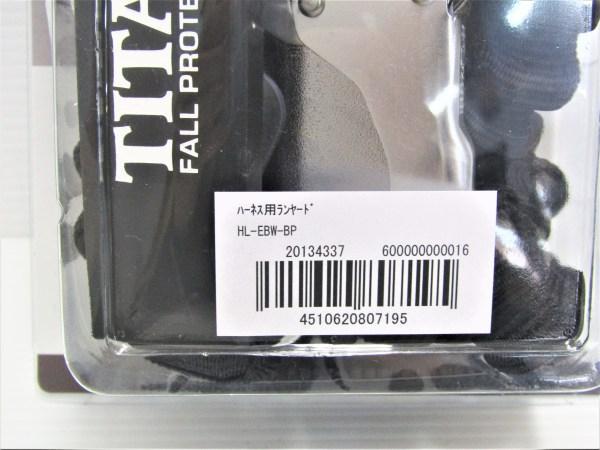 TITA
FALL PROTE
ﾊｰﾈｽ用ﾗﾝﾔｰﾄﾞ
HL-EBW-BP
20134337 600000000016
4510620807195